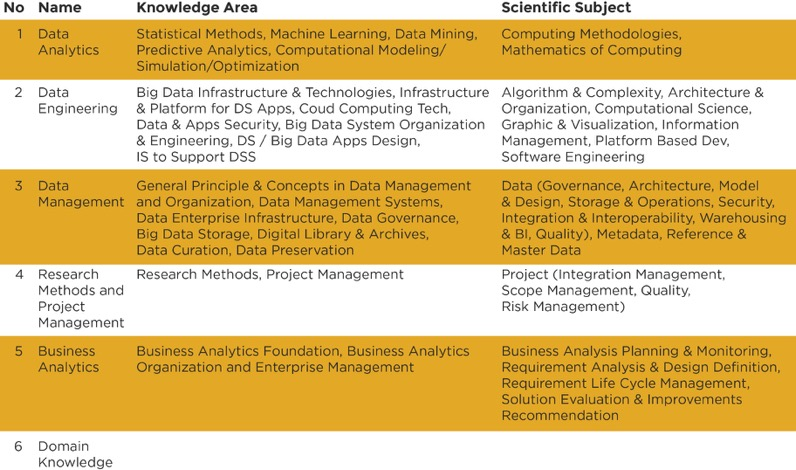 No Name Knowledge Area Scientific Subject
1 Data Analytics
Statistical Methods, Machine Learning, Data Mining,
Predictive Analytics, Computational Modeling/
Simulation/Optimization
Computing Methodologies,
Mathematics of Computing
2 Data Engineering
Big Data Infrastructure & Technologies, Infrastructure
& Platform for DS Apps, Coud Computing Tech,
Data & Apps Security, Big Data System Organization
& Engineering, DS / Big Data Apps Design,
IS to Support DSS
Algorithm & Complexity, Architecture &
Organization, Computational Science,
Graphic & Visualization, Information
Management, Platform Based Dev,
Software Engineering
3 Data Management
General Principle & Concepts in Data Management
and Organization, Data Management Systems,
Data Enterprise Infrastructure, Data Governance,
Big Data Storage, Digital Library & Archives,
Data Curation, Data Preservation
Data (Governance, Architecture, Model
& Design, Storage & Operations, Security,
Integration & Interoperability, Warehousing
& BI, Quality), Metadata, Reference &
Master Data
4 Research
Methods and
Project
Management
Research Methods, Project Management
Project (Integration Management,
Scope Management, Quality,
Risk Management)
5 Business
Analytics
Business Analytics Foundation, Business Analytics
Organization and Enterprise Management
Business Analysis Planning & Monitoring,
Requirement Analysis & Design Definition,
Requirement Life Cycle Management,
Solution Evaluation & Improvements
Recommendation
6 Domain
Knowledge